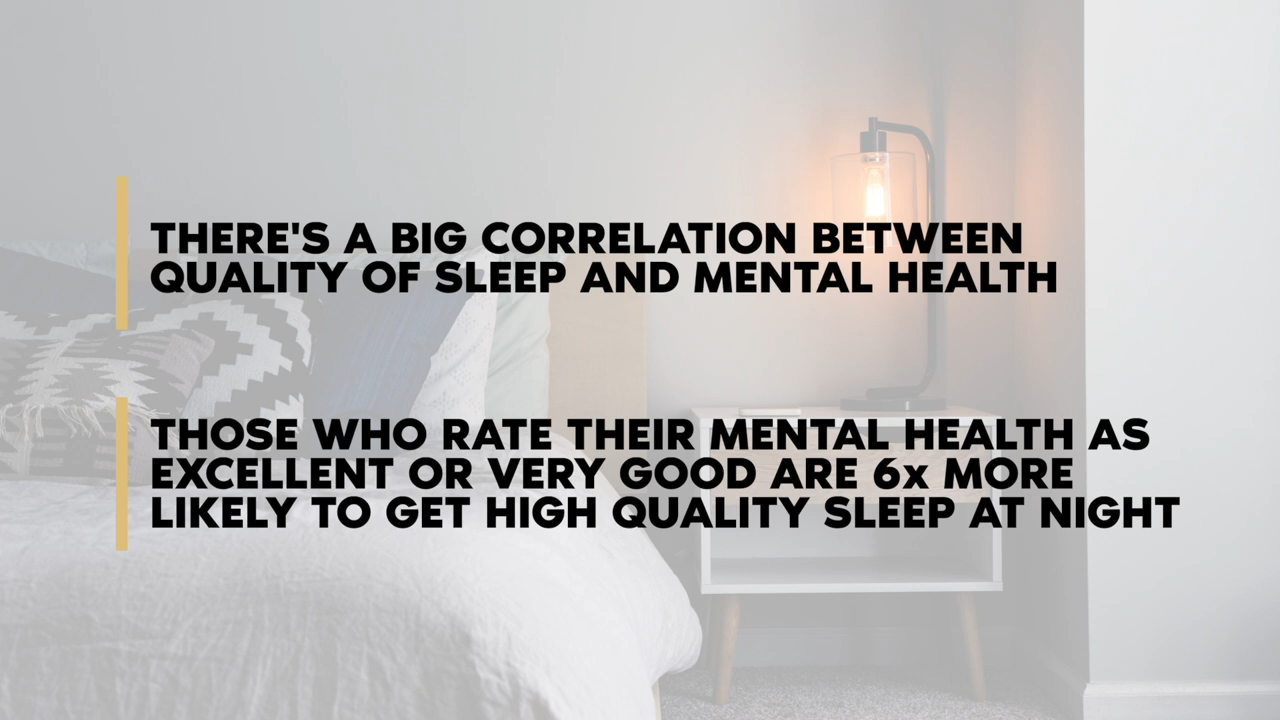 THERE'S A BIG CORRELATION BETWEEN
QUALITY OF SLEEP AND MENTAL HEALTH
THOSE WHO RATE THEIR MENTAL HEALTH AS
EXCELLENT OR VERY GOOD ARE 6x MORE
LIKELY TO GET HIGH QUALITY SLEEP AT NIGHT